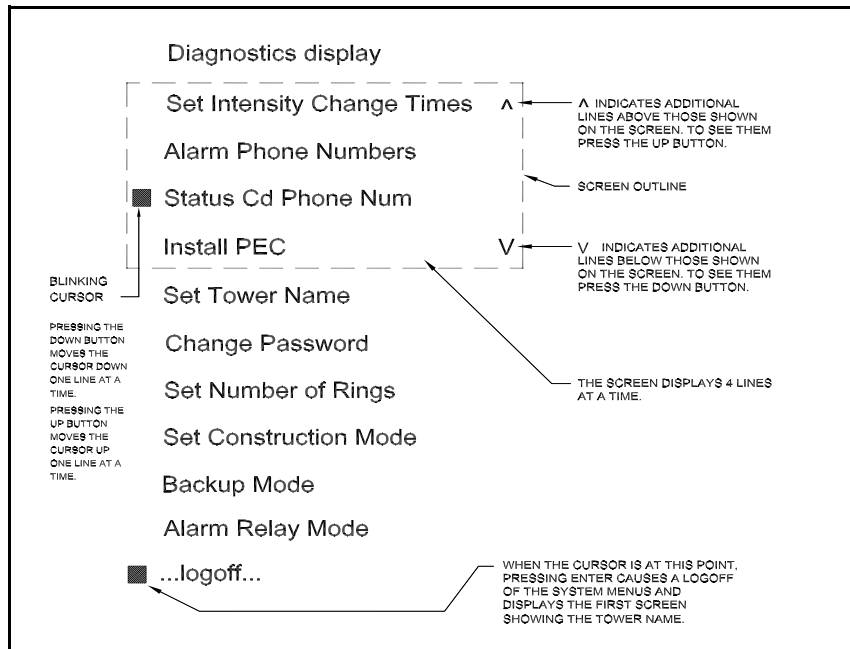 Diagnostics display
Set Intensity Change Times ʌ
Alarm Phone Numbers
Status Cd Phone Num
Install PEC V
Set Tower Name
Change Password
Set Number of Rings
Set Construction Mode
Backup Mode
Alarm Relay Mode
...logoff...
BLINKING
CURSOR
PRESSING THE
DOWN BUTTON
MOVES THE
CURSOR DOWN
ONE LINE AT A
TIME.
PRESSING THE
UP BUTTON
MOVES THE
CURSOR UP
ONE LINE AT A
TIME.
ʌ INDICATES ADDITIONAL
LINES ABOVE THOSE SHOWN
ON THE SCREEN. TO SEE THEM
PRESS THE UP BUTTON.
SCREEN OUTLINE
V INDICATES ADDITIONAL
LINES BELOW THOSE SHOWN
ON THE SCREEN. TO SEE THEM
PRESS THE DOWN BUTTON.
THE SCREEN DISPLAYS 4 LINES
AT A TIME.
WHEN THE CURSOR IS AT THIS POINT,
PRESSING ENTER CAUSES A LOGOFF
OF THE SYSTEM MENUS AND
DISPLAYS THE FIRST SCREEN
SHOWING THE TOWER NAME.